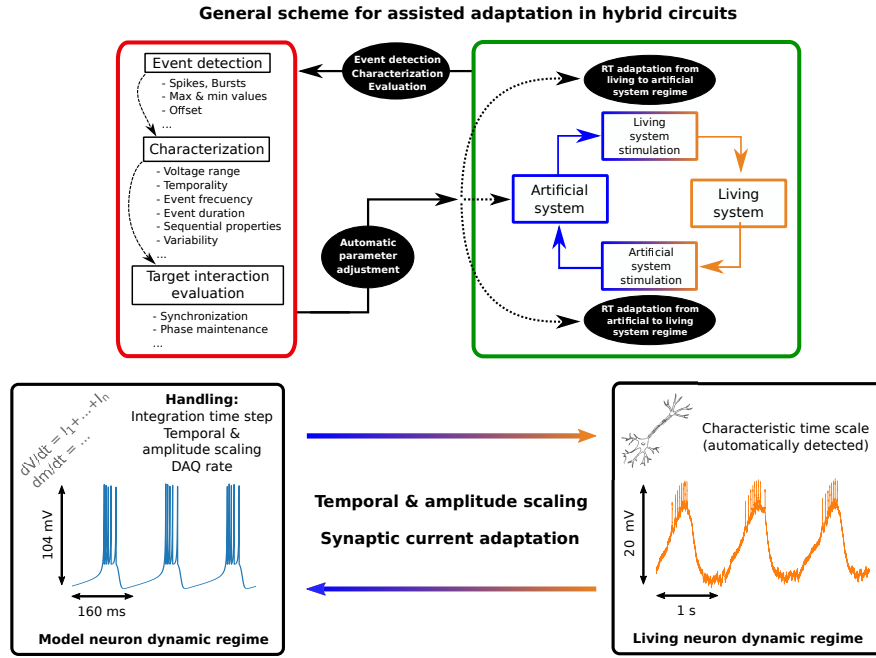 General scheme for assisted adaptation in hybrid circuits
Event detection
- Spikes, Bursts
- Max & min values
- Offset
...
Characterization
- Voltage range
- Temporality
- Event frecuency
- Event duration
- Sequential properties
- Variability
...
Target interaction
evaluation
- Synchronization
- Phase maintenance
...
Event detection
Characterization
Evaluation
Automatic
parameter
adjustment
RT adaptation from
living to artificial
system regime
Living
system
stimulation
Artificial
system
Living
system
Artificial
system
stimulation
RT adaptation from
artificial to living
system regime
dV/dt = I1+...+In
dm/dt = ...
Handling:
Integration time step
Temporal &
amplitude scaling
DAQ rate
104 mV
160 ms
Model neuron dynamic regime
Temporal & amplitude scaling
Synaptic current adaptation
Characteristic time scale
(automatically detected)
20 mV
1 s
Living neuron dynamic regime